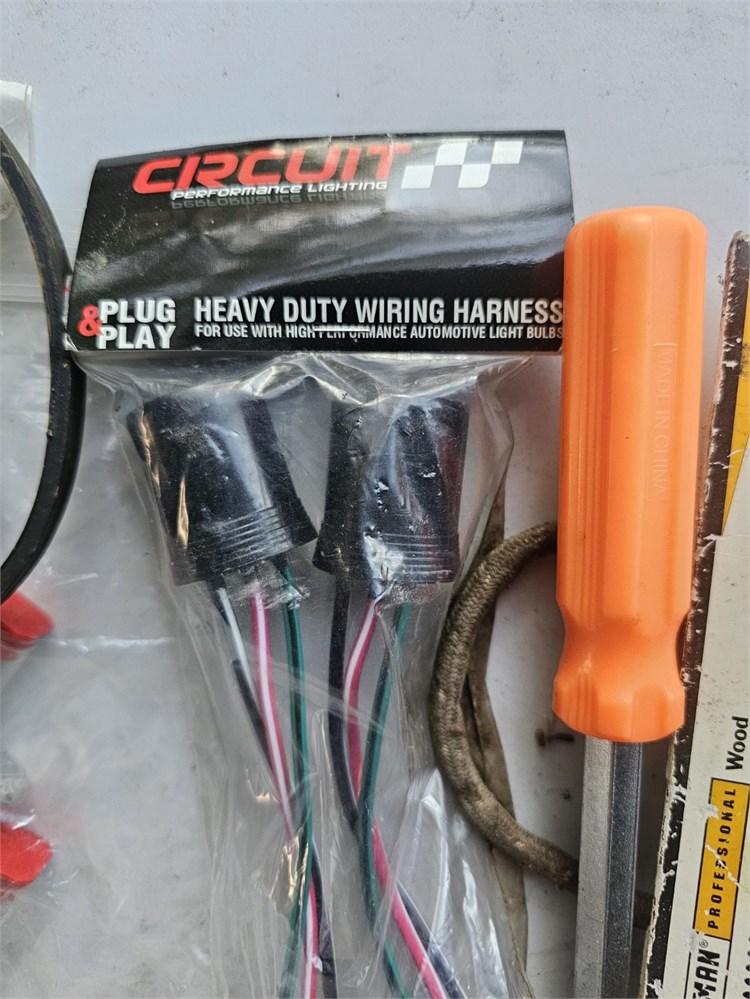 CIRCUIT
PERFORMANCE LIGHTING
PLUG
& PLAY
HEAVY DUTY WIRING HARNESS
FOR USE WITH HIGH PERFORMANCE AUTOMOTIVE LIGHT BULBS
MADE IN CHINA
Wood
PROFESSIONAL
MAN®